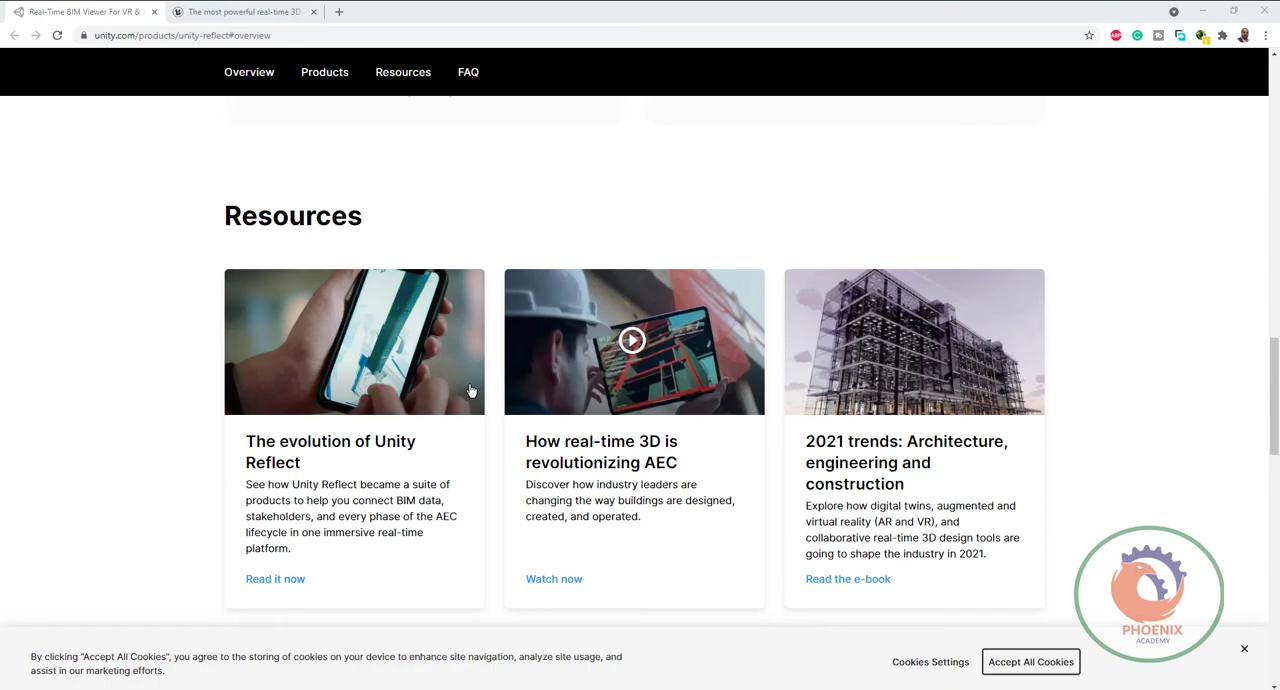 Real-Time BIM Viewer For VR &
The most powerful real-time 3D
unity.com/products/unity-reflect#overview
ABP
Overview
Products
Resources
FAQ
Resources
The evolution of Unity
Reflect
See how Unity Reflect became a suite of
products to help you connect BIM data,
stakeholders, and every phase of the AEC
lifecycle in one immersive real-time
platform.
Read it now
How real-time 3D is
revolutionizing AEC
Discover how industry leaders are
changing the way buildings are designed,
created, and operated.
Watch now
2021 trends: Architecture,
engineering and
construction
Explore how digital twins, augmented and
virtual reality (AR and VR), and
collaborative real-time 3D design tools are
going to shape the industry in 2021.
Read the e-book
PHOENIX
ACADEMY
By clicking “Accept All Cookies”, you agree to the storing of cookies on your device to enhance site navigation, analyze site usage, and
assist in our marketing efforts.
Cookies Settings
Accept All Cookies